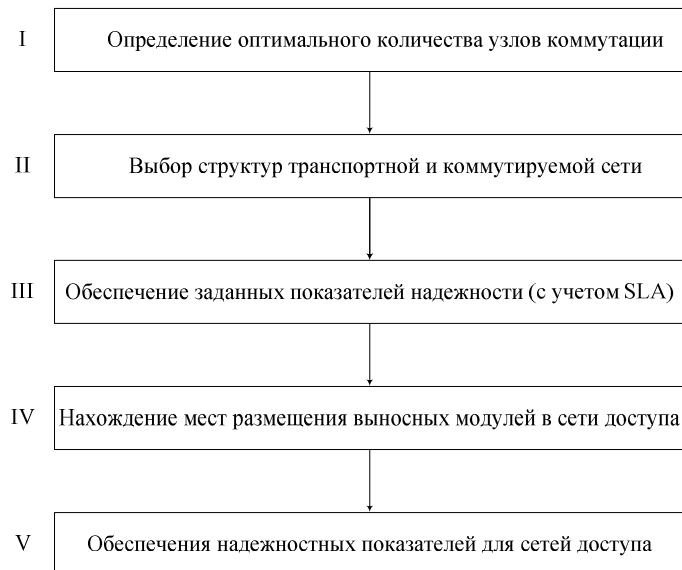 I Определение оптимального количества узлов коммутации
II Выбор структур транспортной и коммутируемой сети
III Обеспечение заданных показателей надежности (с учетом SLA)
IV Нахождение мест размещения выносных модулей в сети доступа
V Обеспечения надежностных показателей для сетей доступа